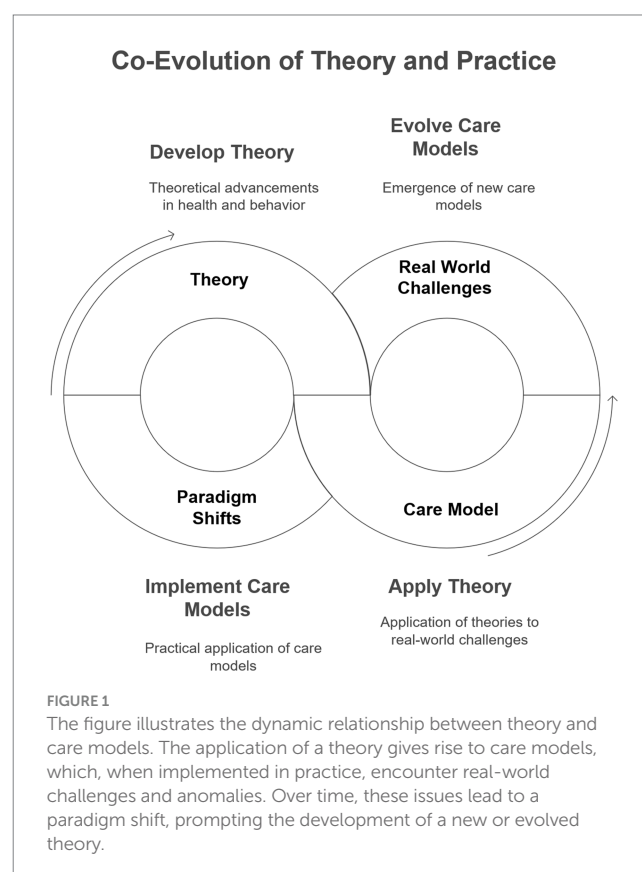 Co-Evolution of Theory and Practice
Develop Theory
Theoretical advancements
in health and behavior
Evolve Care
Models
Emergence of new care
models
Theory
Real World
Challenges
Paradigm
Shifts
Care Model
Implement Care
Models
Practical application of care
models
Apply Theory
Application of theories to
real-world challenges
FIGURE 1
The figure illustrates the dynamic relationship between theory and
care models. The application of a theory gives rise to care models,
which, when implemented in practice, encounter real-world
challenges and anomalies. Over time, these issues lead to a
paradigm shift, prompting the development of a new or evolved
theory.